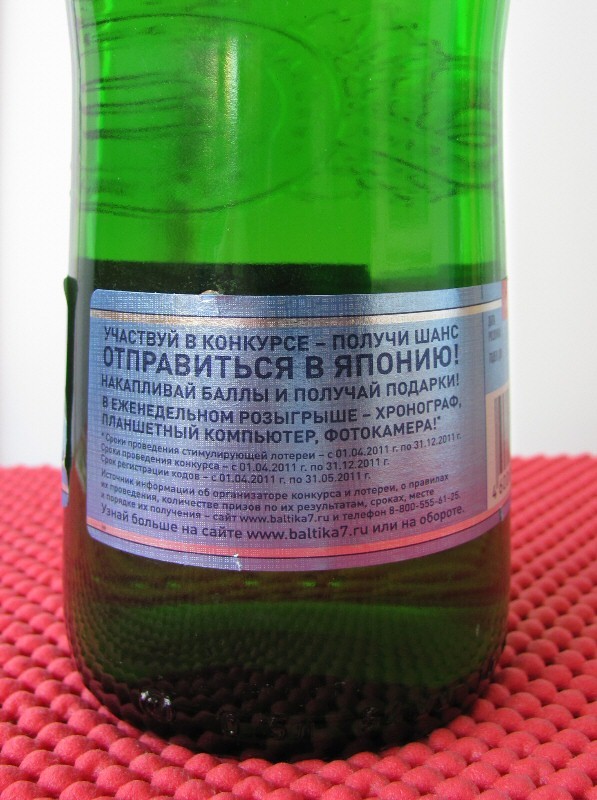 УЧАСТВУЙ В КОНКУРСЕ – ПОЛУЧИ ШАНС
ОТПРАВИТЬСЯ В ЯПОНИЮ!
НАКАПЛИВАЙ БАЛЛЫ И ПОЛУЧАЙ ПОДАРКИ!
В ЕЖЕНЕДЕЛЬНОМ РОЗЫГРЫШЕ – ХРОНОГРАФ,
ПЛАНШЕТНЫЙ КОМПЬЮТЕР, ФОТОКАМЕРА!*
* Сроки проведения стимулирующей лотереи – с 01.04.2011 г. по 31.12.2011 г.
Сроки проведения конкурса – с 01.04.2011 г. по 31.12.2011 г.
Срок регистрации кодов – с 01.04.2011 г. по 31.05.2011 г.
Источник информации об организаторе конкурса и лотереи, о правилах
их проведения, количестве призов по их результатам, сроках, месте
и порядке их получения – сайт www.baltika7.ru и телефон 8-800-555-61-25.
Узнай больше на сайте www.baltika7.ru или на обороте.